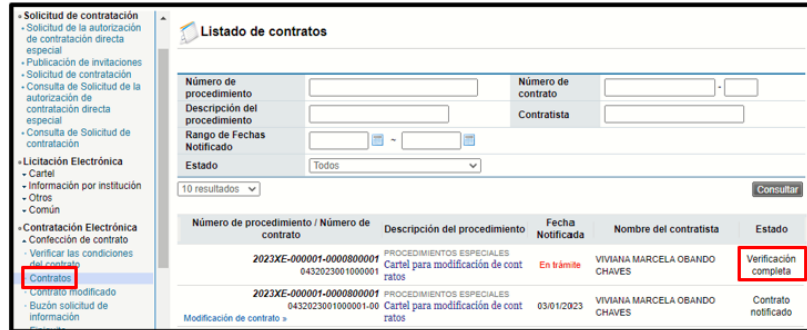 Solicitud de contratación
Solicitud de la autorización
de contratación directa
especial
Publicación de invitaciones
Solicitud de contratación
Consulta de Solicitud de la
autorización de
contratación directa
especial
Consulta de Solicitud de
contratación
Licitación Electrónica
Cartel
Información por institución
Otros
Común
Contratación Electrónica
Confección de contrato
Verificar las condiciones
del contrato
Contratos
Contrato modificado
Buzón solicitud de
información
Listado de contratos
Número de
procedimiento
Número de
contrato
-
Descripción del
procedimiento
Contratista
Rango de Fechas
Notificado
~
Estado
Todos
10 resultados
Consultar
Número de procedimiento / Número de
contrato
Descripción del procedimiento
Fecha
Notificada
Nombre del contratista
Estado
2023XE-000001-0000800001
0432023001000001
PROCEDIMIENTOS ESPECIALES
Cartel para modificación de cont
ratos
En trámite
VIVIANA MARCELA OBANDO
CHAVES
Verificación
completa
2023XE-000001-0000800001
0432023001000001-00
Modificación de contrato »
PROCEDIMIENTOS ESPECIALES
Cartel para modificación de cont
ratos
03/01/2023
VIVIANA MARCELA OBANDO
CHAVES
Contrato
notificado